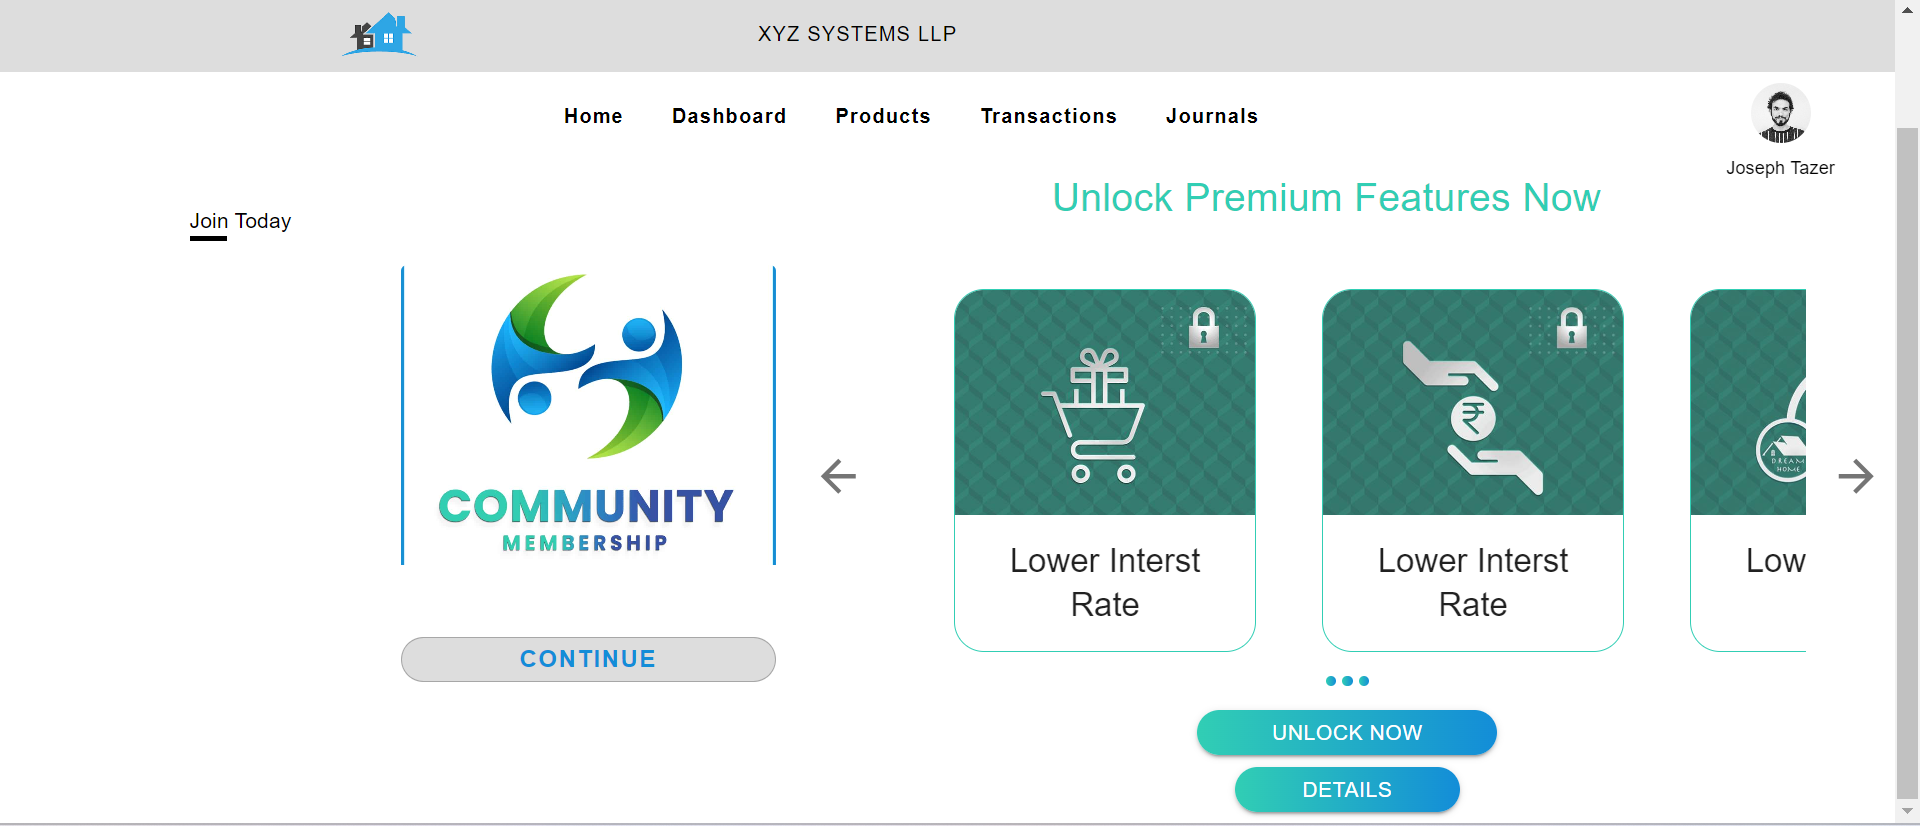 XYZ SYSTEMS LLP
Home Dashboard Products Transactions Journals
Joseph Tazer
Join Today
Unlock Premium Features Now
COMMUNITY
MEMBERSHIP
CONTINUE
Lower Interst
Rate
Lower Interst
Rate
DREAM
HOME
Low
UNLOCK NOW
DETAILS